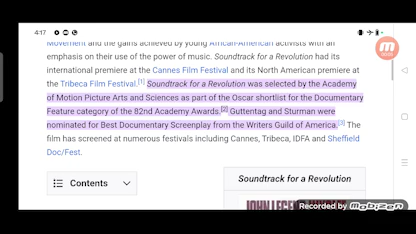 4:17
Movement and the gains achieved by young African-American activists with an
emphasis on their use of the power of music. Soundtrack for a Revolution had its
international premiere at the Cannes Film Festival and its North American premiere at
the Tribeca Film Festival.[1] Soundtrack for a Revolution was selected by the Academy
of Motion Picture Arts and Sciences as part of the Oscar shortlist for the Documentary
Feature category of the 82nd Academy Awards.[2] Guttentag and Sturman were
nominated for Best Documentary Screenplay from the Writers Guild of America.[3] The
film has screened at numerous festivals including Cannes, Tribeca, IDFA and Sheffield
Doc/Fest.
Contents
Soundtrack for a Revolution
JOHN LEGEND
Recorded by Mobizen